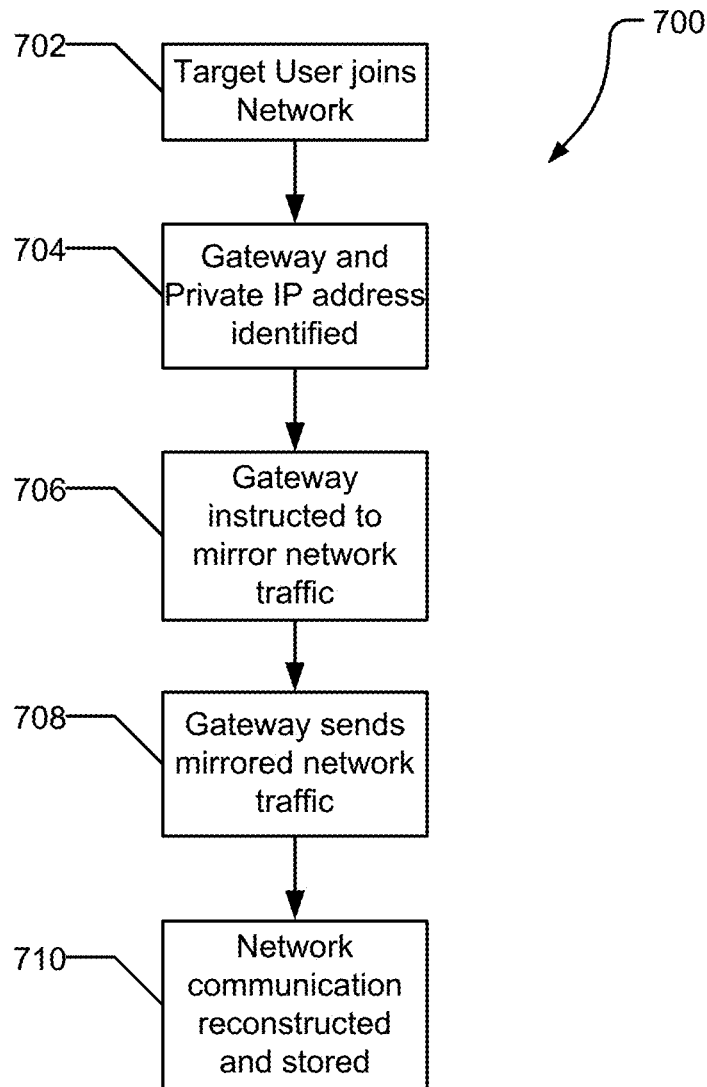 700
702
Target User joins
Network
704
Gateway and
Private IP address
identified
706
Gateway
instructed to
mirror network
traffic
708
Gateway sends
mirrored network
traffic
710
Network
communication
reconstructed
and stored